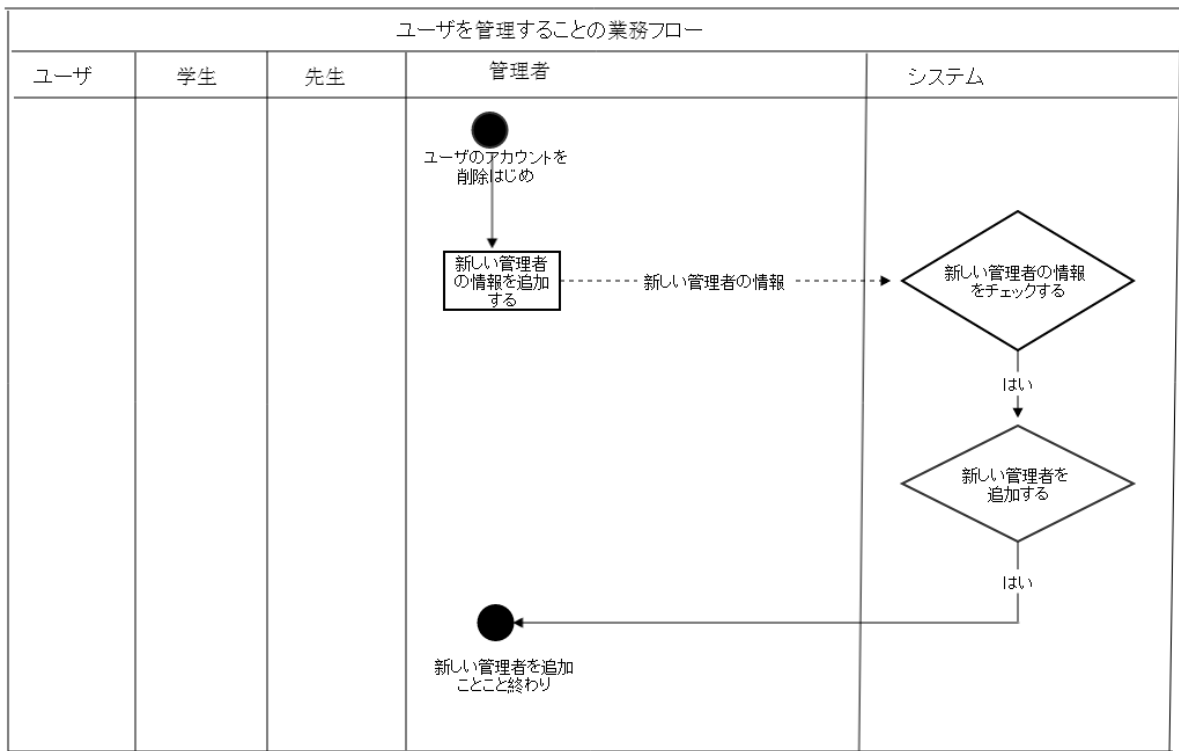 ユーザを管理することの業務フロー
ユーザ
学生
先生
管理者
システム
ユーザのアカウントを
削除はじめ
新しい管理者
の情報を追加
する
新しい管理者の情報
新しい管理者の情報
をチェックする
はい
新しい管理者を
追加する
はい
新しい管理者を追加
ことこと終わり